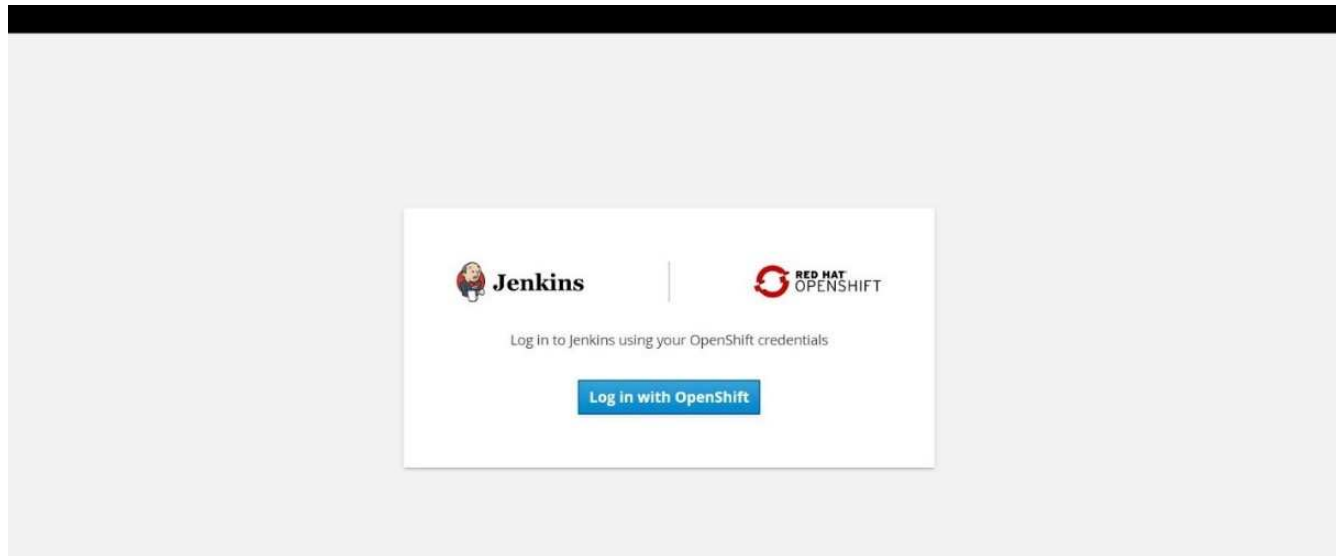 Jenkins
RED HAT
OPENSHIFT
Log in to Jenkins using your OpenShift credentials
Log in with OpenShift